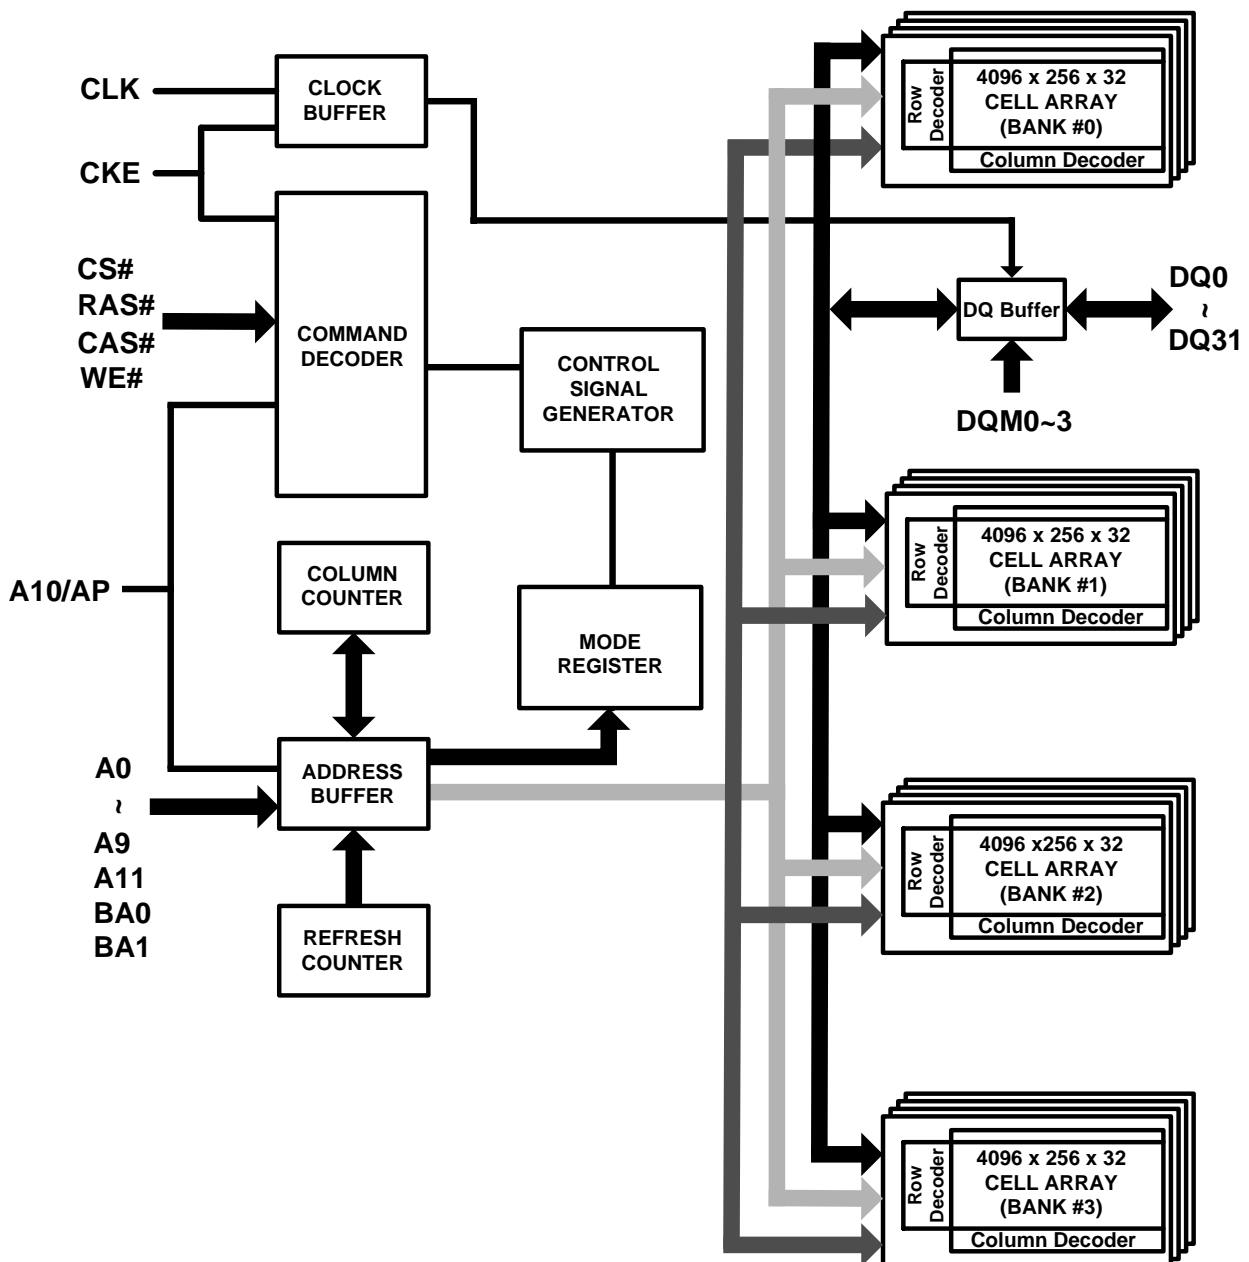 CLK
CKE
CS#
RAS#
CAS#
WE#
A10/AP
A0
~
A9
A11
BA0
BA1
CLOCK
BUFFER
COMMAND
DECODER
COLUMN
COUNTER
ADDRESS
BUFFER
REFRESH
COUNTER
CONTROL
SIGNAL
GENERATOR
MODE
REGISTER
Row
Decoder
4096 x 256 x 32
CELL ARRAY
(BANK #0)
Column Decoder
DQ Buffer
DQ0
~
DQ31
DQM0~3
Row
Decoder
4096 x 256 x 32
CELL ARRAY
(BANK #1)
Column Decoder
Row
Decoder
4096 x256 x 32
CELL ARRAY
(BANK #2)
Column Decoder
Row
Decoder
4096 x 256 x 32
CELL ARRAY
(BANK #3)
Column Decoder